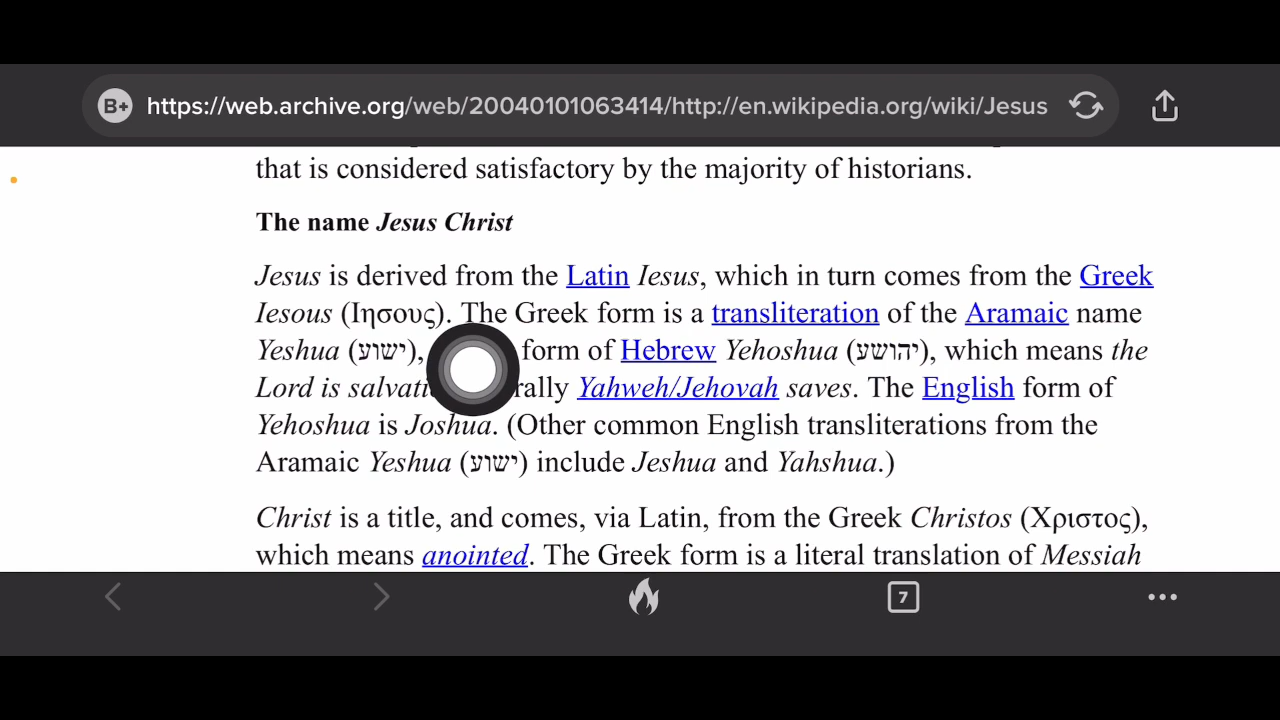 B+ https://web.archive.org/web/20040101063414/http://en.wikipedia.org/wiki/Jesus
that is considered satisfactory by the majority of historians.
The name Jesus Christ
Jesus is derived from the Latin Iesus, which in turn comes from the Greek
Iesous (Ιησους). The Greek form is a transliteration of the Aramaic name
Yeshua (ישוע), form of Hebrew Yehoshua (יהושע), which means the
Lord is Yahweh/Jehovah saves. The English form of
Yehoshua is Joshua. (Other common English transliterations from the
Aramaic Yeshua (ישוע) include Jeshua and Yahshua.)
Christ is a title, and comes, via Latin, from the Greek Christos (Χριστος),
which means anointed. The Greek form is a literal translation of Messiah
7